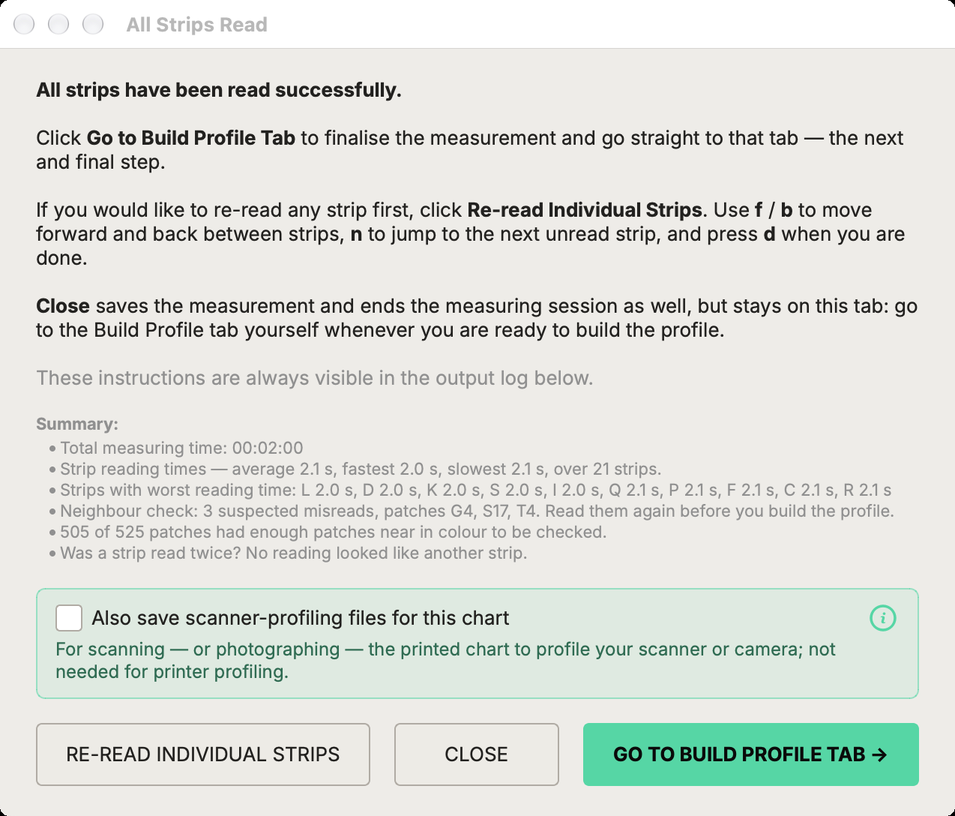 All Strips Read
All strips have been read successfully.
Click Go to Build Profile Tab to finalise the measurement and go straight to that tab — the next
and final step.
If you would like to re-read any strip first, click Re-read Individual Strips. Use f / b to move
forward and back between strips, n to jump to the next unread strip, and press d when you are
done.
Close saves the measurement and ends the measuring session as well, but stays on this tab: go
to the Build Profile tab yourself whenever you are ready to build the profile.
These instructions are always visible in the output log below.
Summary:
• Total measuring time: 00:02:00
• Strip reading times — average 2.1 s, fastest 2.0 s, slowest 2.1 s, over 21 strips.
• Strips with worst reading time: L 2.0 s, D 2.0 s, K 2.0 s, S 2.0 s, I 2.0 s, Q 2.1 s, P 2.1 s, F 2.1 s, C 2.1 s, R 2.1 s
• Neighbour check: 3 suspected misreads, patches G4, S17, T4. Read them again before you build the profile.
• 505 of 525 patches had enough patches near in colour to be checked.
• Was a strip read twice? No reading looked like another strip.
Also save scanner-profiling files for this chart
i
For scanning — or photographing — the printed chart to profile your scanner or camera; not
needed for printer profiling.
RE-READ INDIVIDUAL STRIPS
CLOSE
GO TO BUILD PROFILE TAB →